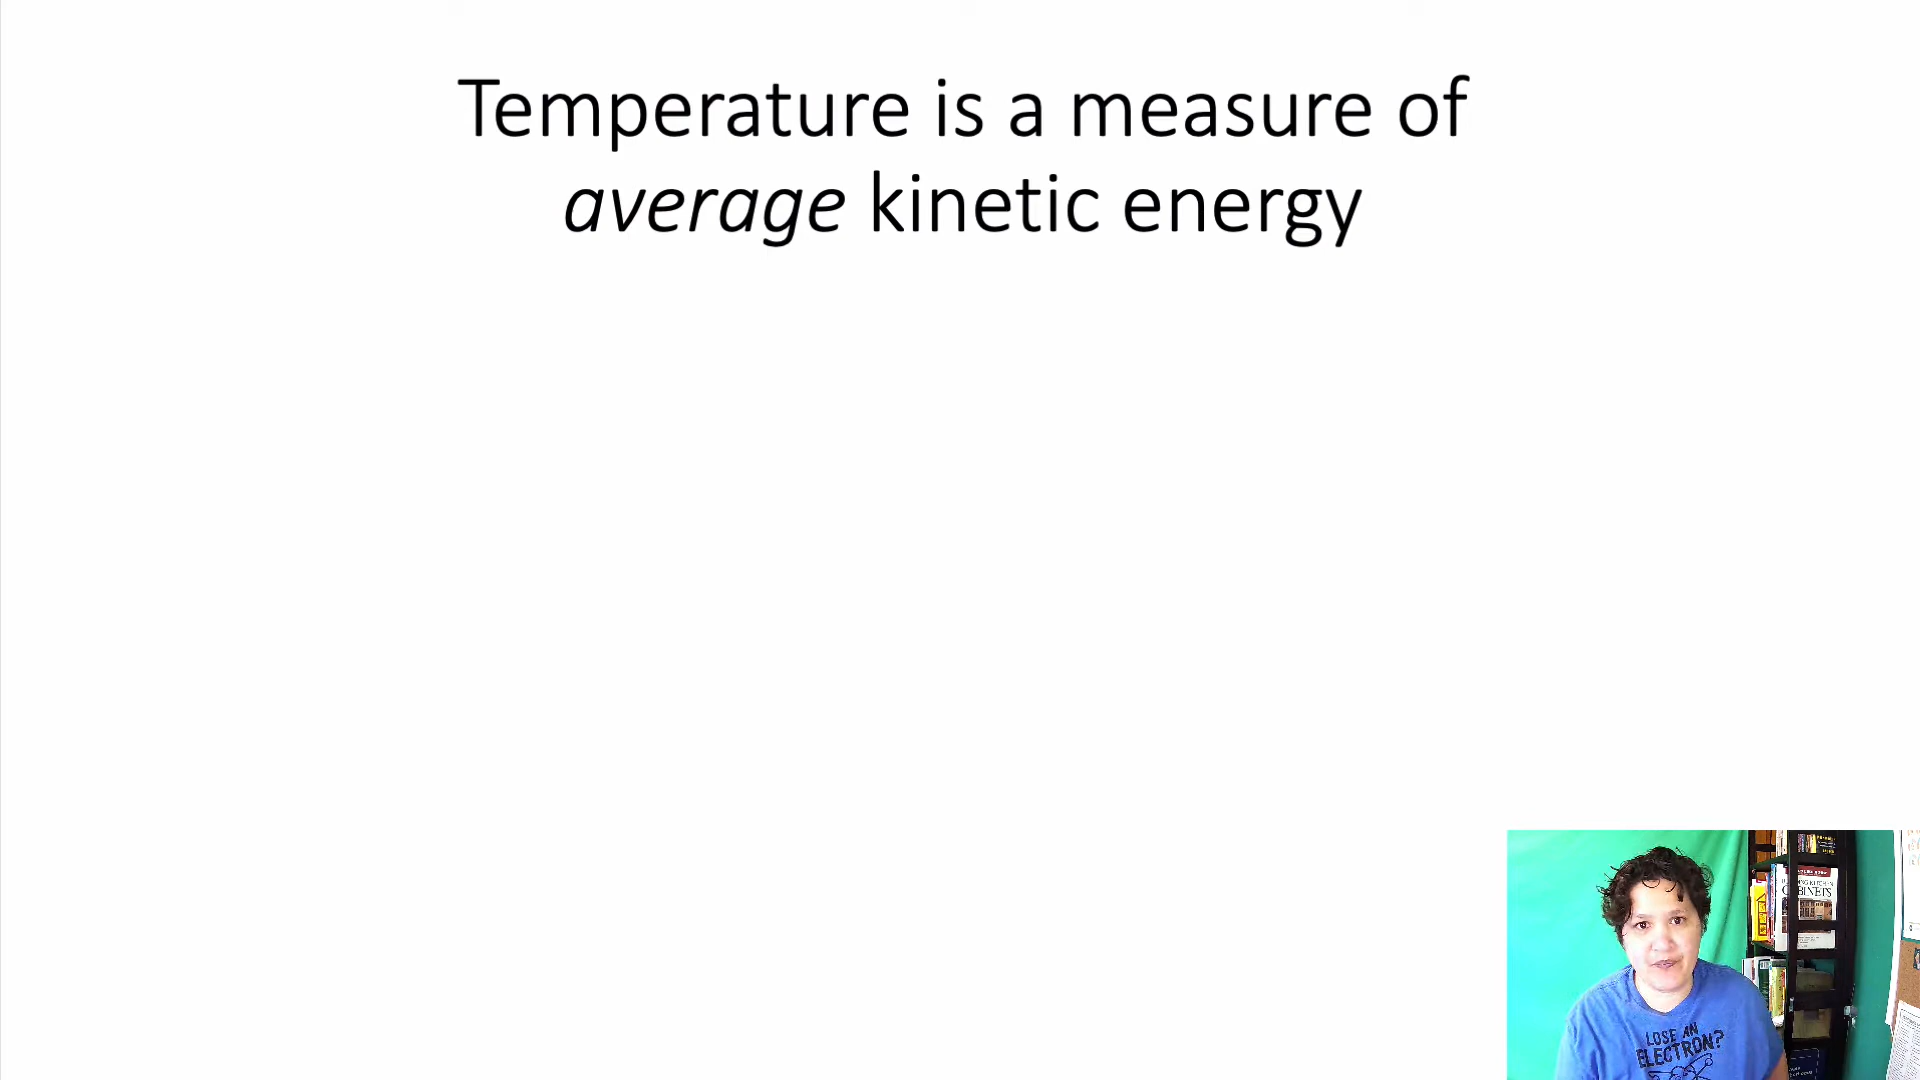 Temperature is a measure of
average kinetic energy
LOSE AN
ELECTRON?